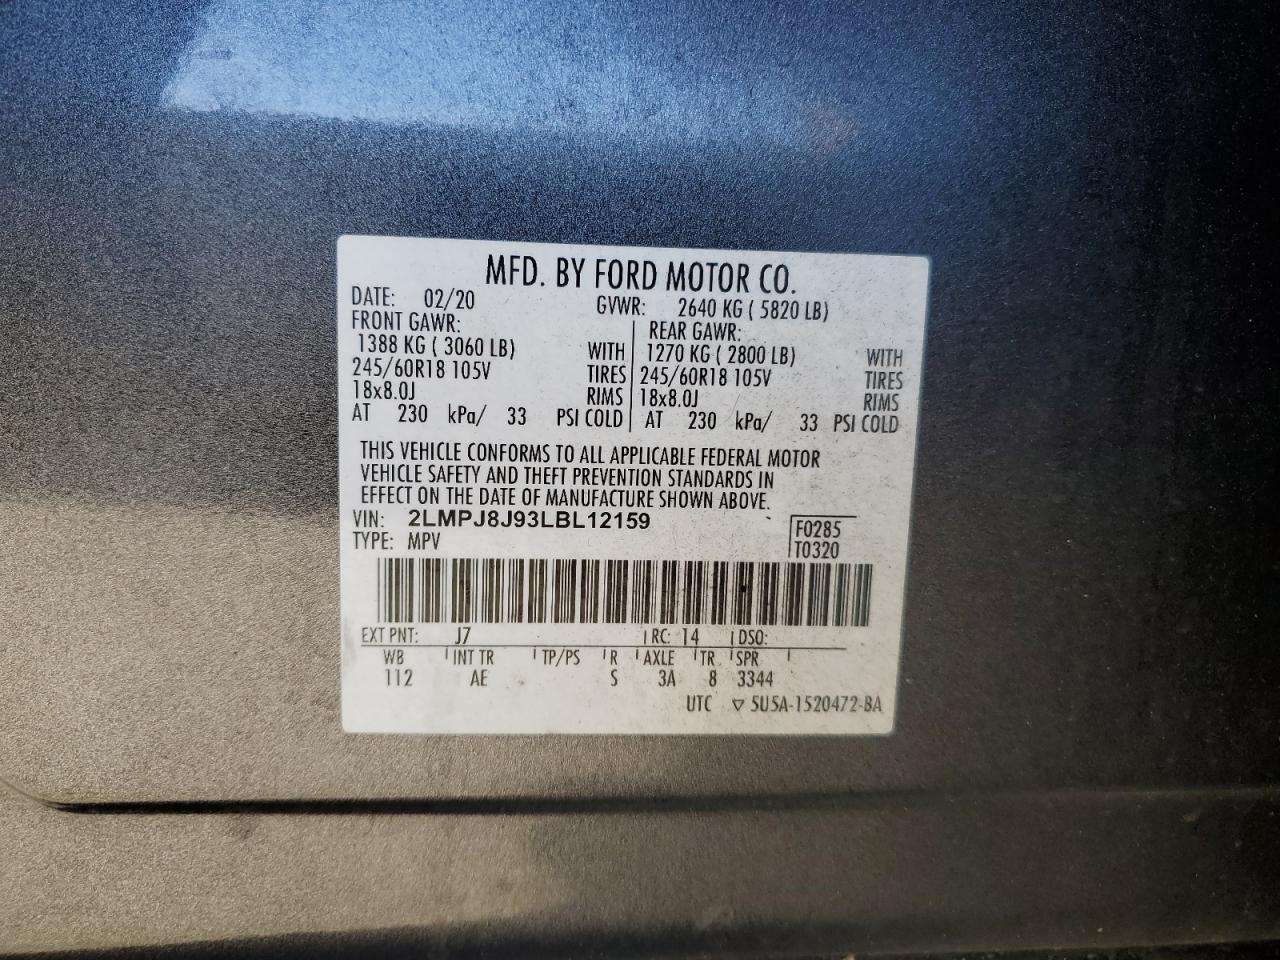 MFD. BY FORD MOTOR CO.
DATE: 02/20 GVWR: 2640 KG ( 5820 LB)
FRONT GAWR: REAR GAWR:
1388 KG ( 3060 LB) WITH 1270 KG ( 2800 LB) WITH
245/60R18 105V TIRES 245/60R18 105V TIRES
18x8.0J RIMS 18x8.0J RIMS
AT 230 kPa/ 33 PSI COLD AT 230 kPa/ 33 PSI COLD
THIS VEHICLE CONFORMS TO ALL APPLICABLE FEDERAL MOTOR
VEHICLE SAFETY AND THEFT PREVENTION STANDARDS IN
EFFECT ON THE DATE OF MANUFACTURE SHOWN ABOVE.
VIN: 2LMPJ8J93LBL12159 F0285
TYPE: MPV T0320
EXT PNT: J7 RC: 14 DSO:
WB INT TR TP/PS R AXLE TR SPR
112 AE S 3A 8 3344
UTC ▽ 5U5A-1520472-BA